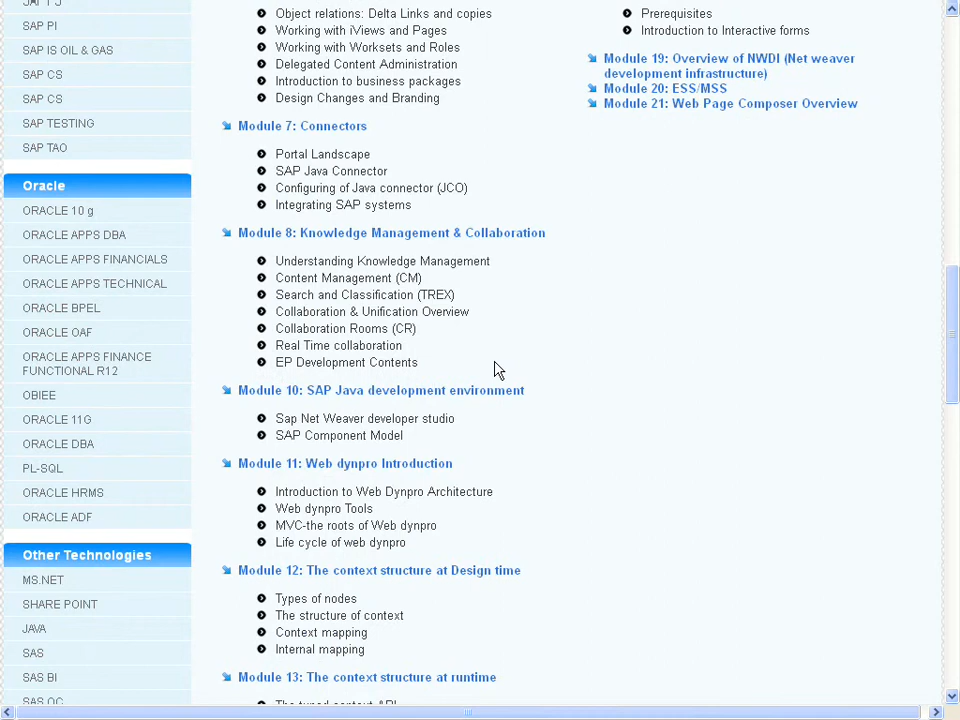 SAP PI
SAP IS OIL & GAS
SAP CS
SAP CS
SAP TESTING
SAP TAO
Oracle
ORACLE 10 g
ORACLE APPS DBA
ORACLE APPS FINANCIALS
ORACLE APPS TECHNICAL
ORACLE BPEL
ORACLE OAF
ORACLE APPS FINANCE
FUNCTIONAL R12
OBIEE
ORACLE 11G
ORACLE DBA
PL-SQL
ORACLE HRMS
ORACLE ADF
Other Technologies
MS.NET
SHARE POINT
JAVA
SAS
SAS BI
SAS OC
Object relations: Delta Links and copies
Working with iViews and Pages
Working with Worksets and Roles
Delegated Content Administration
Introduction to business packages
Design Changes and Branding
Module 7: Connectors
Portal Landscape
SAP Java Connector
Configuring of Java connector (JCO)
Integrating SAP systems
Module 8: Knowledge Management & Collaboration
Understanding Knowledge Management
Content Management (CM)
Search and Classification (TREX)
Collaboration & Unification Overview
Collaboration Rooms (CR)
Real Time collaboration
EP Development Contents
Module 10: SAP Java development environment
Sap Net Weaver developer studio
SAP Component Model
Module 11: Web dynpro Introduction
Introduction to Web Dynpro Architecture
Web dynpro Tools
MVC-the roots of Web dynpro
Life cycle of web dynpro
Module 12: The context structure at Design time
Types of nodes
The structure of context
Context mapping
Internal mapping
Module 13: The context structure at runtime
The typed context API
Prerequisites
Introduction to Interactive forms
Module 19: Overview of NWDI (Net weaver
development infrastructure)
Module 20: ESS/MSS
Module 21: Web Page Composer Overview